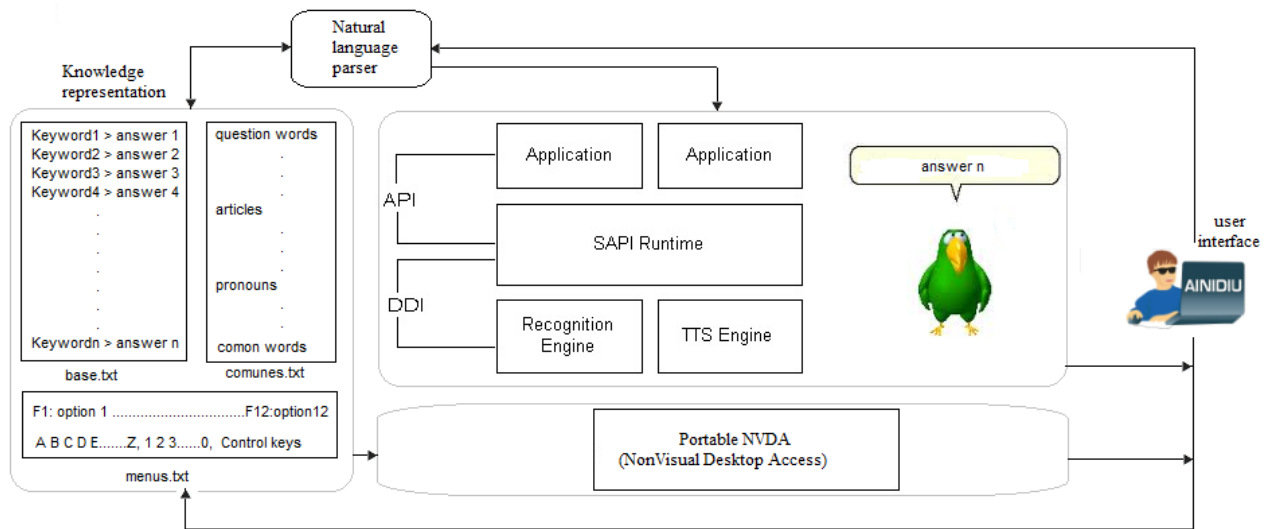 Natural
language
parser
Knowledge
representation
Keyword1 > answer 1
Keyword2 > answer 2
Keyword3 > answer 3
Keyword4 > answer 4
.
.
.
.
.
.
Keywordn > answer n
base.txt
question words
.
.
.
articles
.
.
.
pronouns
.
.
.
comon words
comunes.txt
F1: option 1 ..................................F12:option12
A B C D E.......Z, 1 2 3......0, Control keys
menus.txt
API
DDI
Application
Application
SAPI Runtime
Recognition
Engine
TTS Engine
answer n
user
interface
AINIDIU
Portable NVDA
(NonVisual Desktop Access)